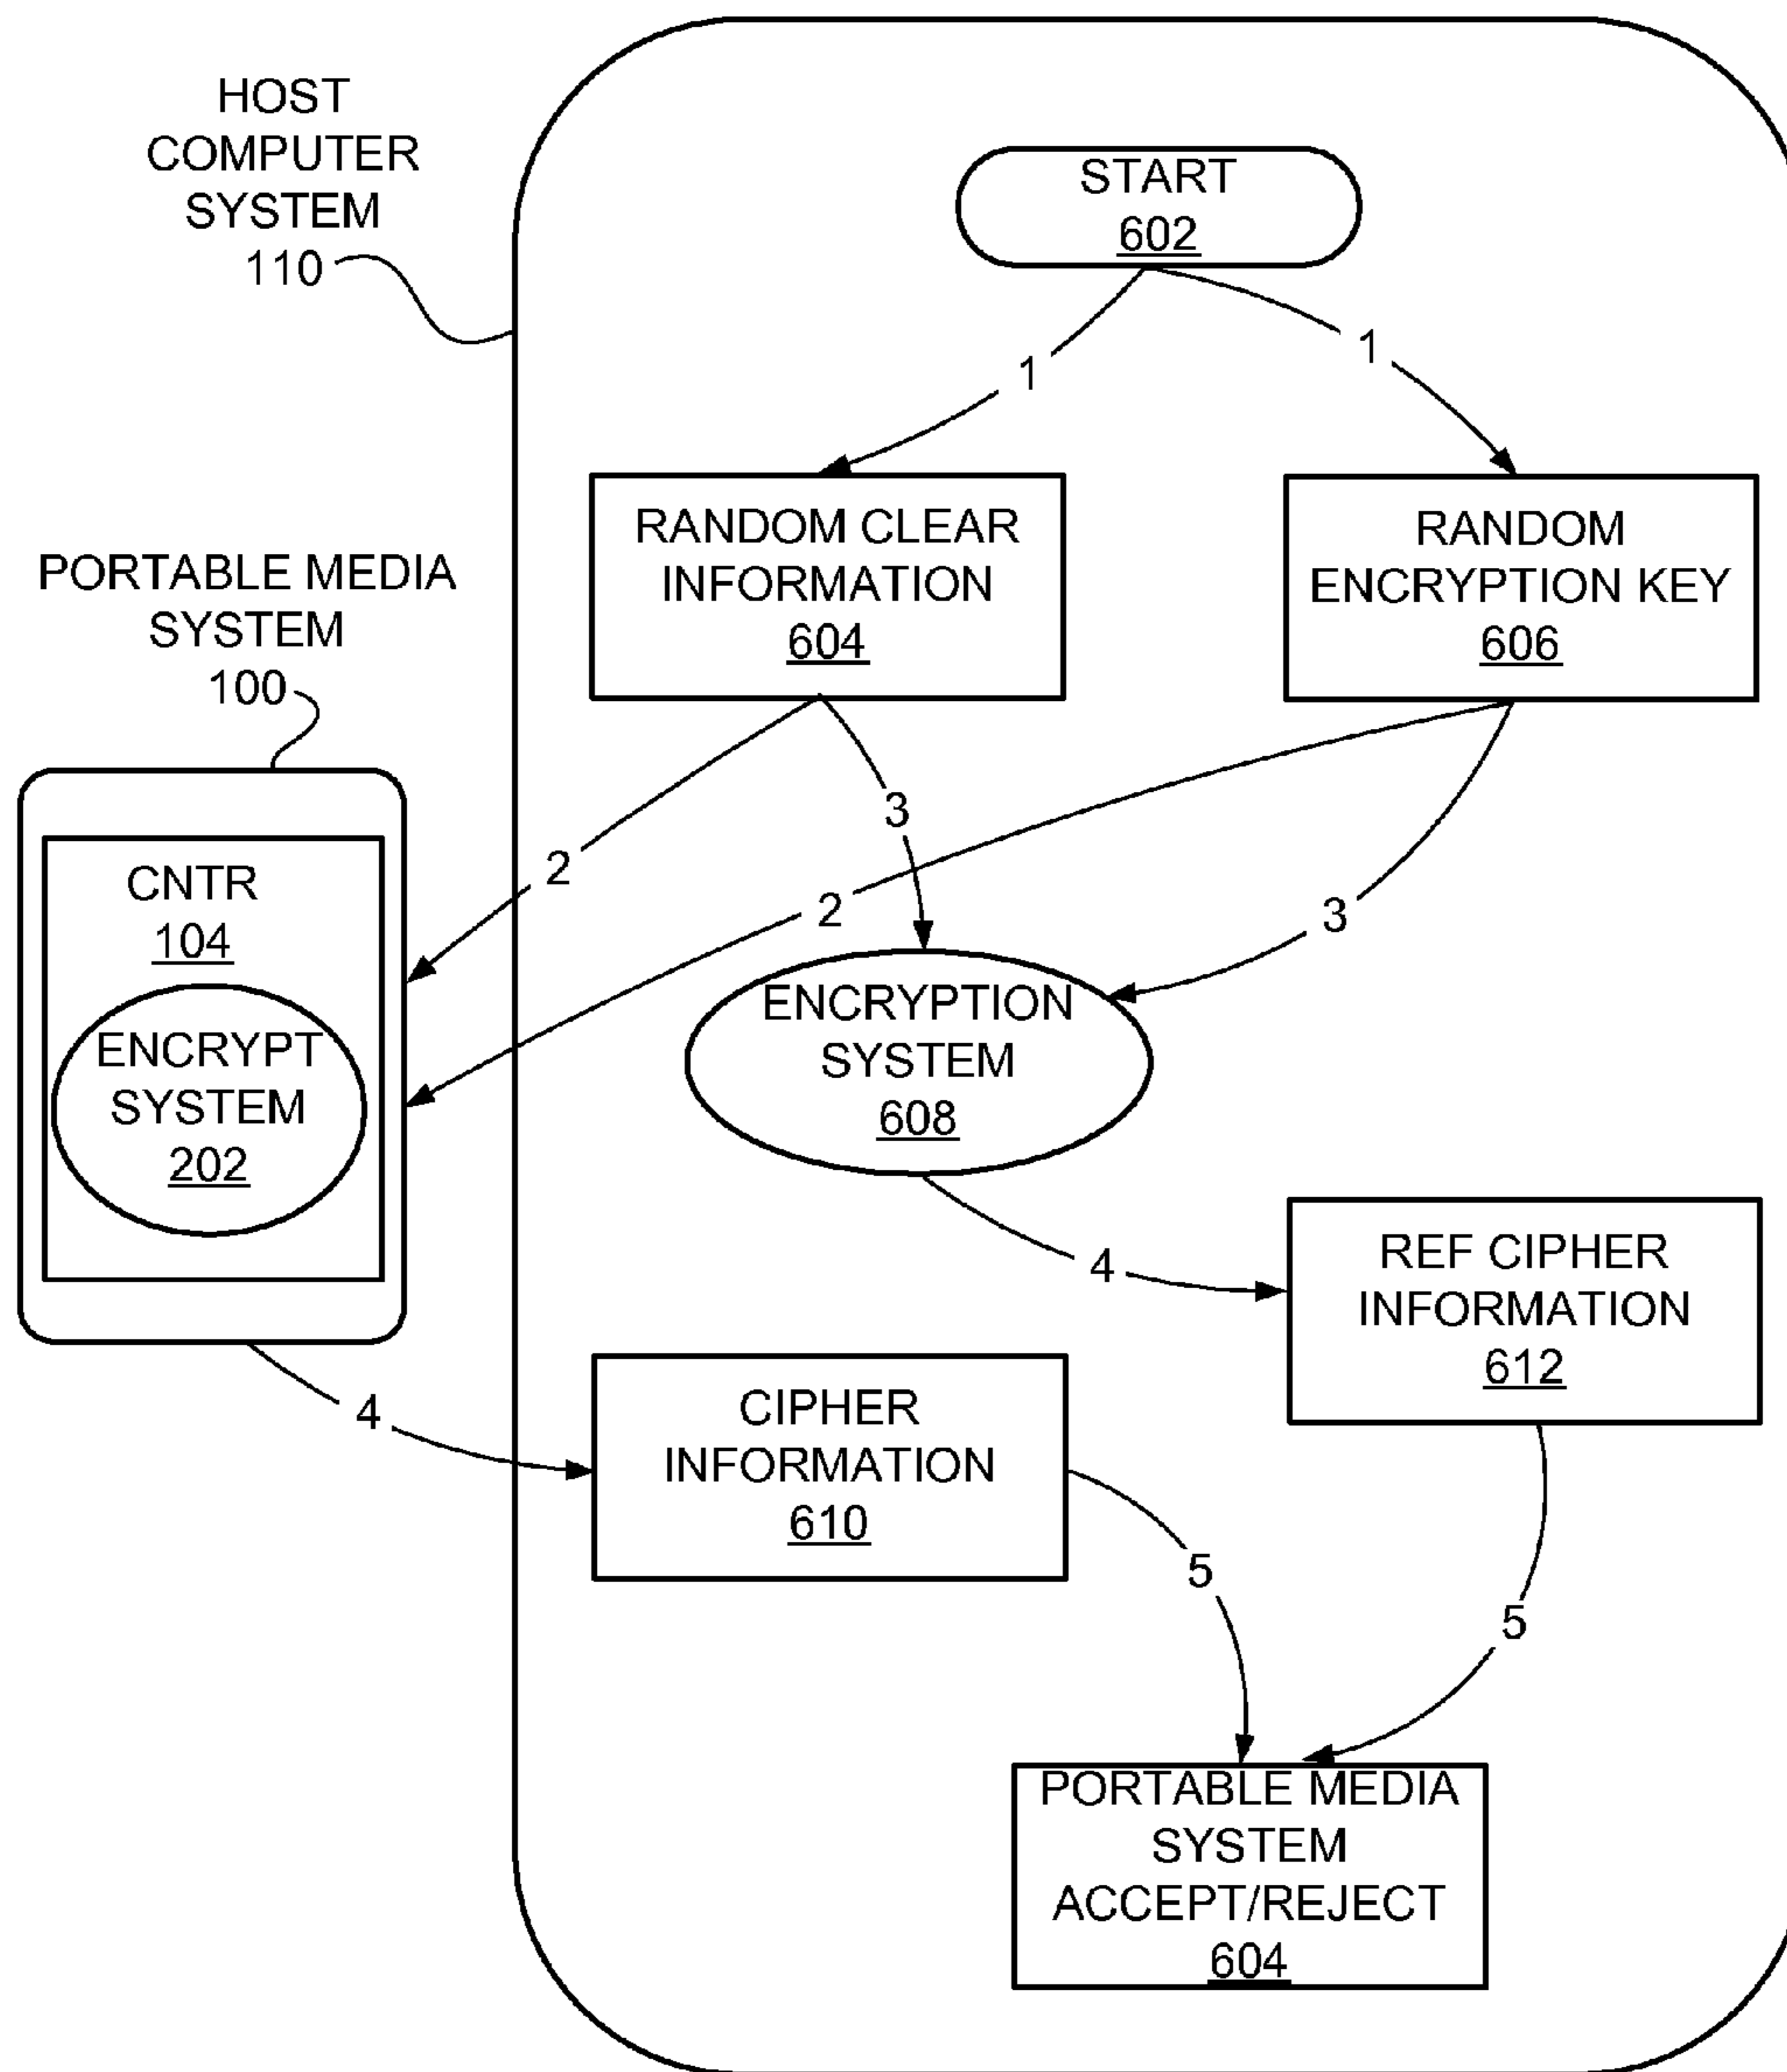 HOST
COMPUTER
SYSTEM
110
START
602
1
1
RANDOM CLEAR
INFORMATION
604
RANDOM
ENCRYPTION KEY
606
PORTABLE MEDIA
SYSTEM
100
3
2
2
3
CNTR
104
ENCRYPT
SYSTEM
202
ENCRYPTION
SYSTEM
608
4
REF CIPHER
INFORMATION
612
4
CIPHER
INFORMATION
610
5
5
PORTABLE MEDIA
SYSTEM
ACCEPT/REJECT
604